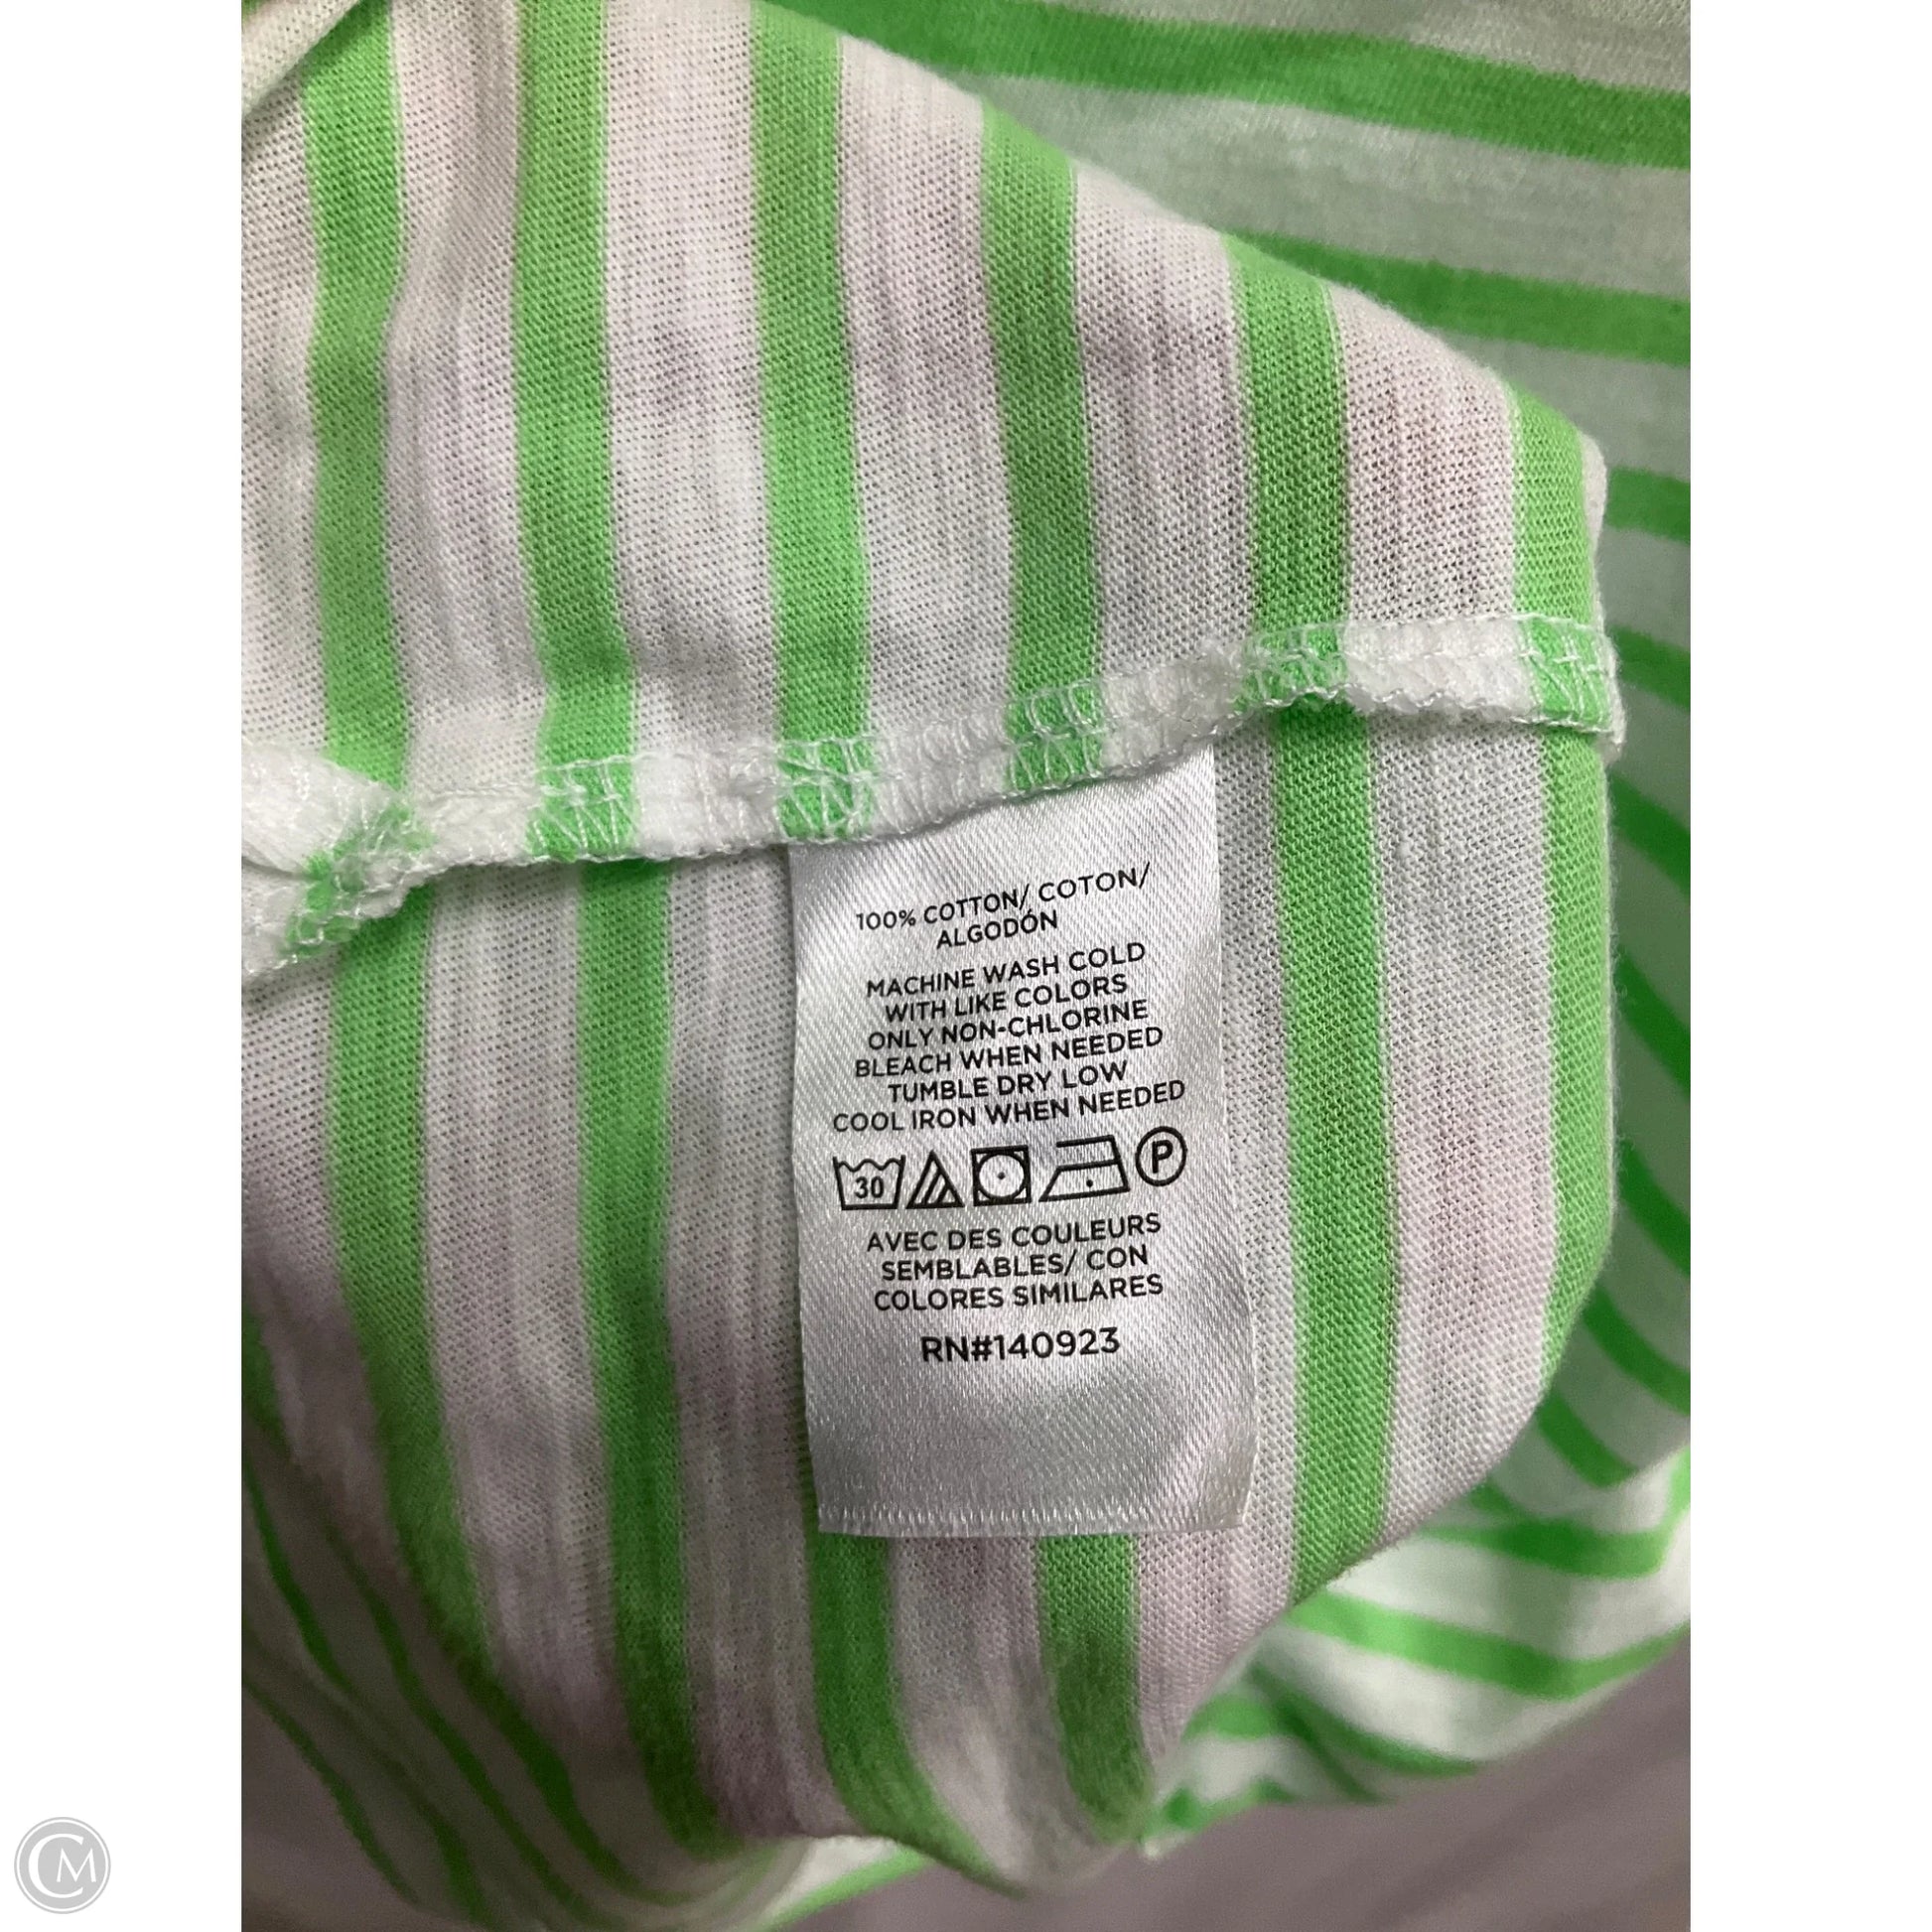 100% COTTON/ COTON/
ALGODÓN
MACHINE WASH COLD
WITH LIKE COLORS
ONLY NON-CHLORINE
BLEACH WHEN NEEDED
TUMBLE DRY LOW
COOL IRON WHEN NEEDED
30 P
AVEC DES COULEURS
SEMBLABLES/ CON
COLORES SIMILARES
RN#140923
CM